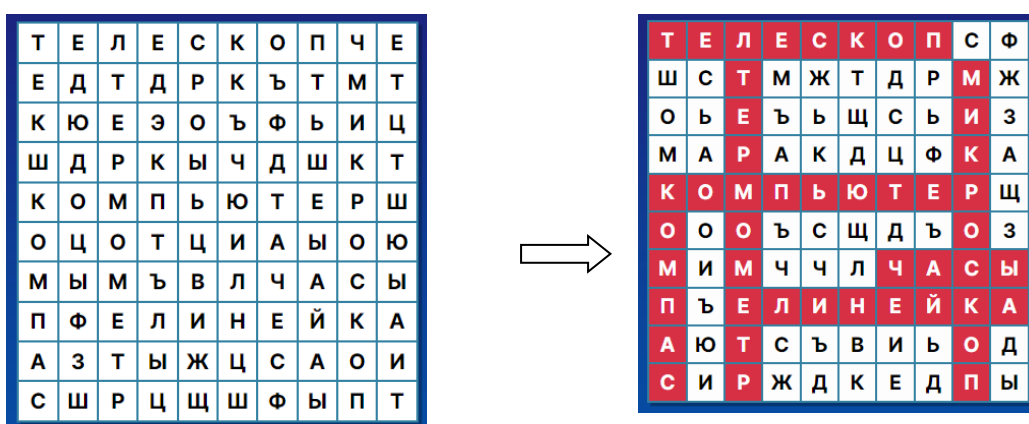 Т Е Л Е С К О П Ч Е
Е Д Т Д Р К Ъ Т М Т
К Ю Е Э О Ъ Ф Ь И Ц
Ш Д Р К Ы Ч Д Ш К Т
К О М П Ь Ю Т Е Р Ш
О Ц О Т Ц И А Ы О Ю
М Ы М Ъ В Л Ч А С Ы
П Ф Е Л И Н Е Й К А
А З Т Ы Ж Ц С А О И
С Ш Р Ц Щ Ш Ф Ы П Т
Т Е Л Е С К О П С Ф
Ш С Т М Ж Т Д Р М Ж
О Ь Е Ъ Ь Щ С Ь И З
М А Р А К Д Ц Ф К А
К О М П Ь Ю Т Е Р Щ
О О О Ъ С Щ Д Ъ О З
М И М Ч Ч Л Ч А С Ы
П Ъ Е Л И Н Е Й К А
А Ю Т С Ъ В И Ь О Д
С И Р Ж Д К Е Д П Ы